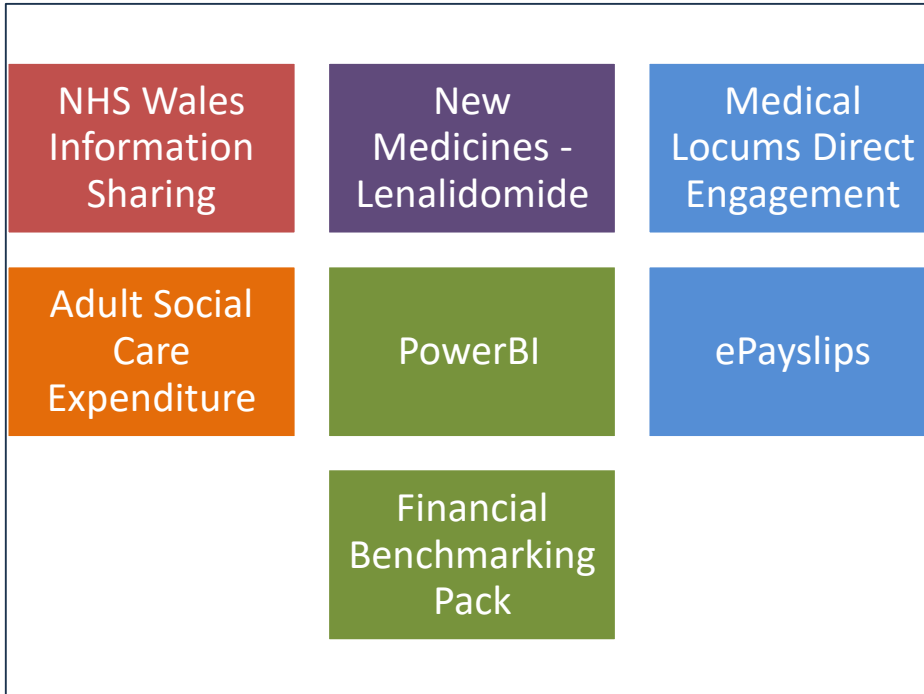 NHS Wales
Information
Sharing
New
Medicines -
Lenalidomide
Medical
Locums Direct
Engagement
Adult Social
Care
Expenditure
PowerBI
ePayslips
Financial
Benchmarking
Pack